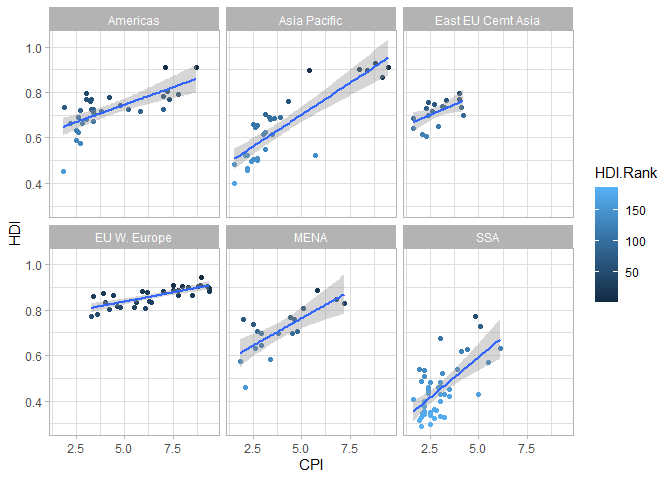 Americas
Asia Pacific
East EU Cemt Asia
1.0
0.8
0.6
0.4
HDI
EU W. Europe
MENA
SSA
1.0
0.8
0.6
0.4
2.5 5.0 7.5
2.5 5.0 7.5
2.5 5.0 7.5
CPI
HDI.Rank
150
100
50